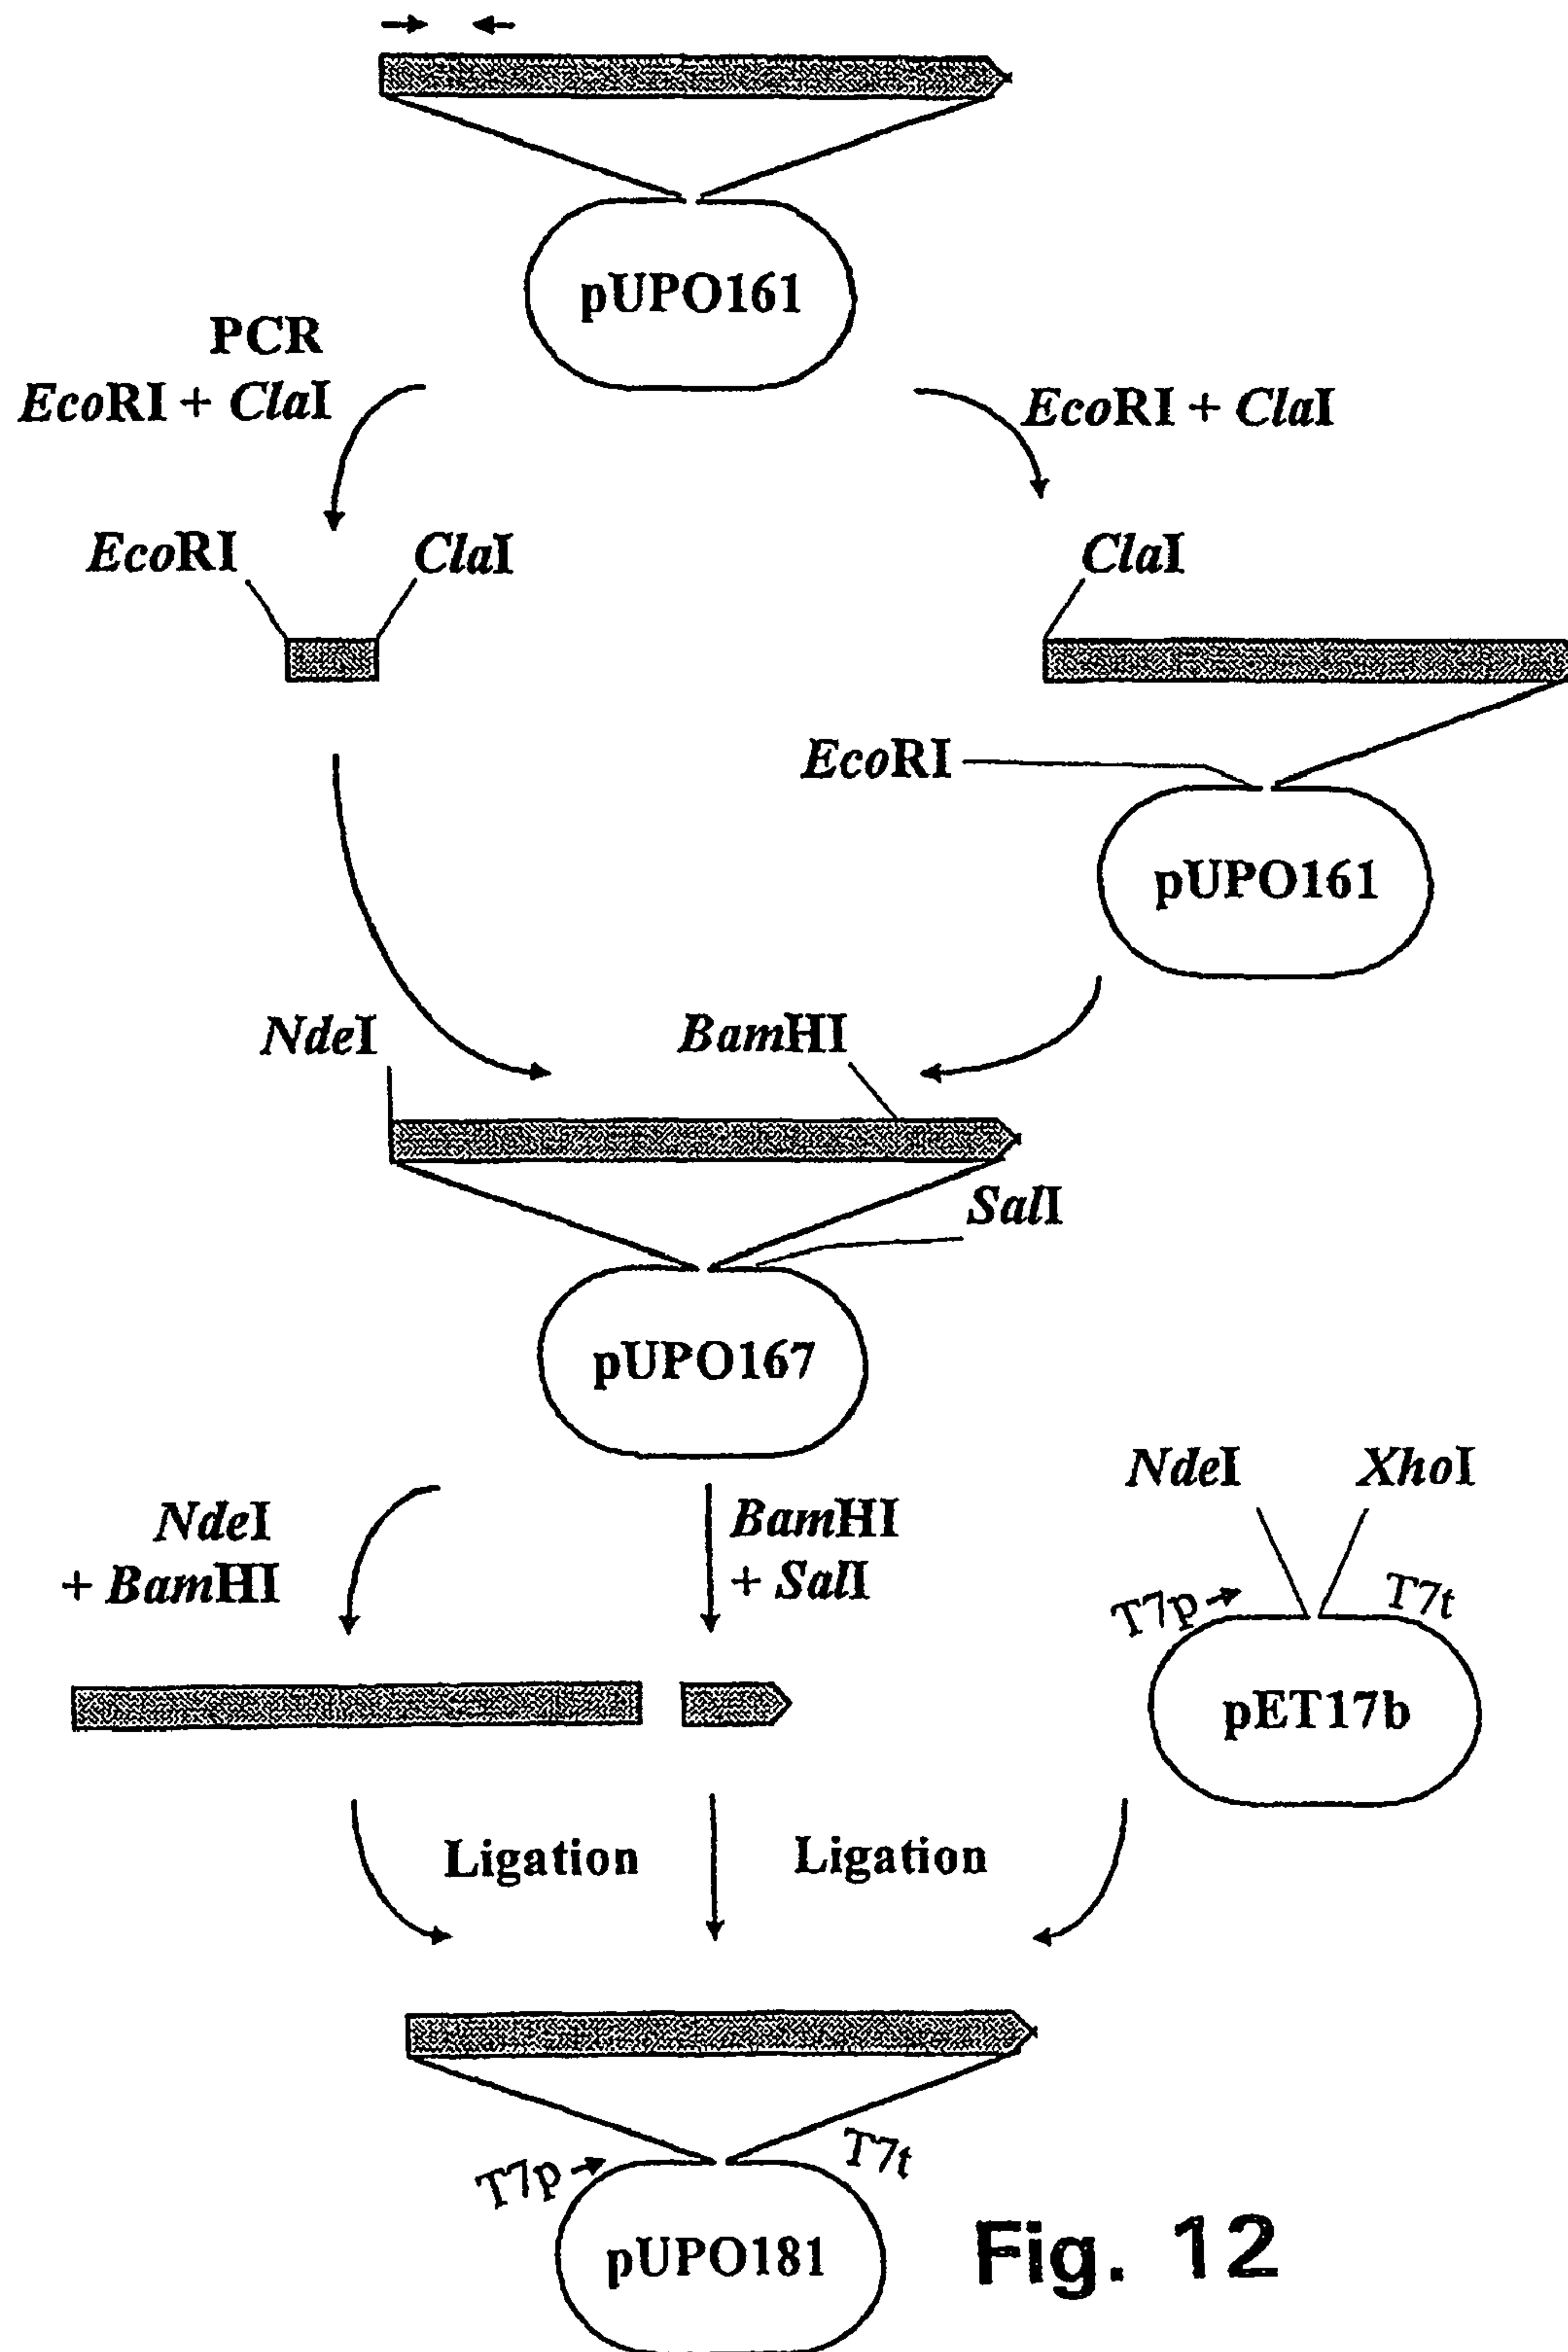 pUPO161
PCR
EcoRI + ClaI
EcoRI + ClaI
EcoRI
ClaI
ClaI
EcoRI
pUPO161
NdeI
BamHI
SalI
pUPO167
NdeI
+ BamHI
BamHI
+ SalI
NdeI
XhoI
T7p
T7t
pET17b
Ligation
Ligation
T7p
T7t
pUPO181
Fig. 12